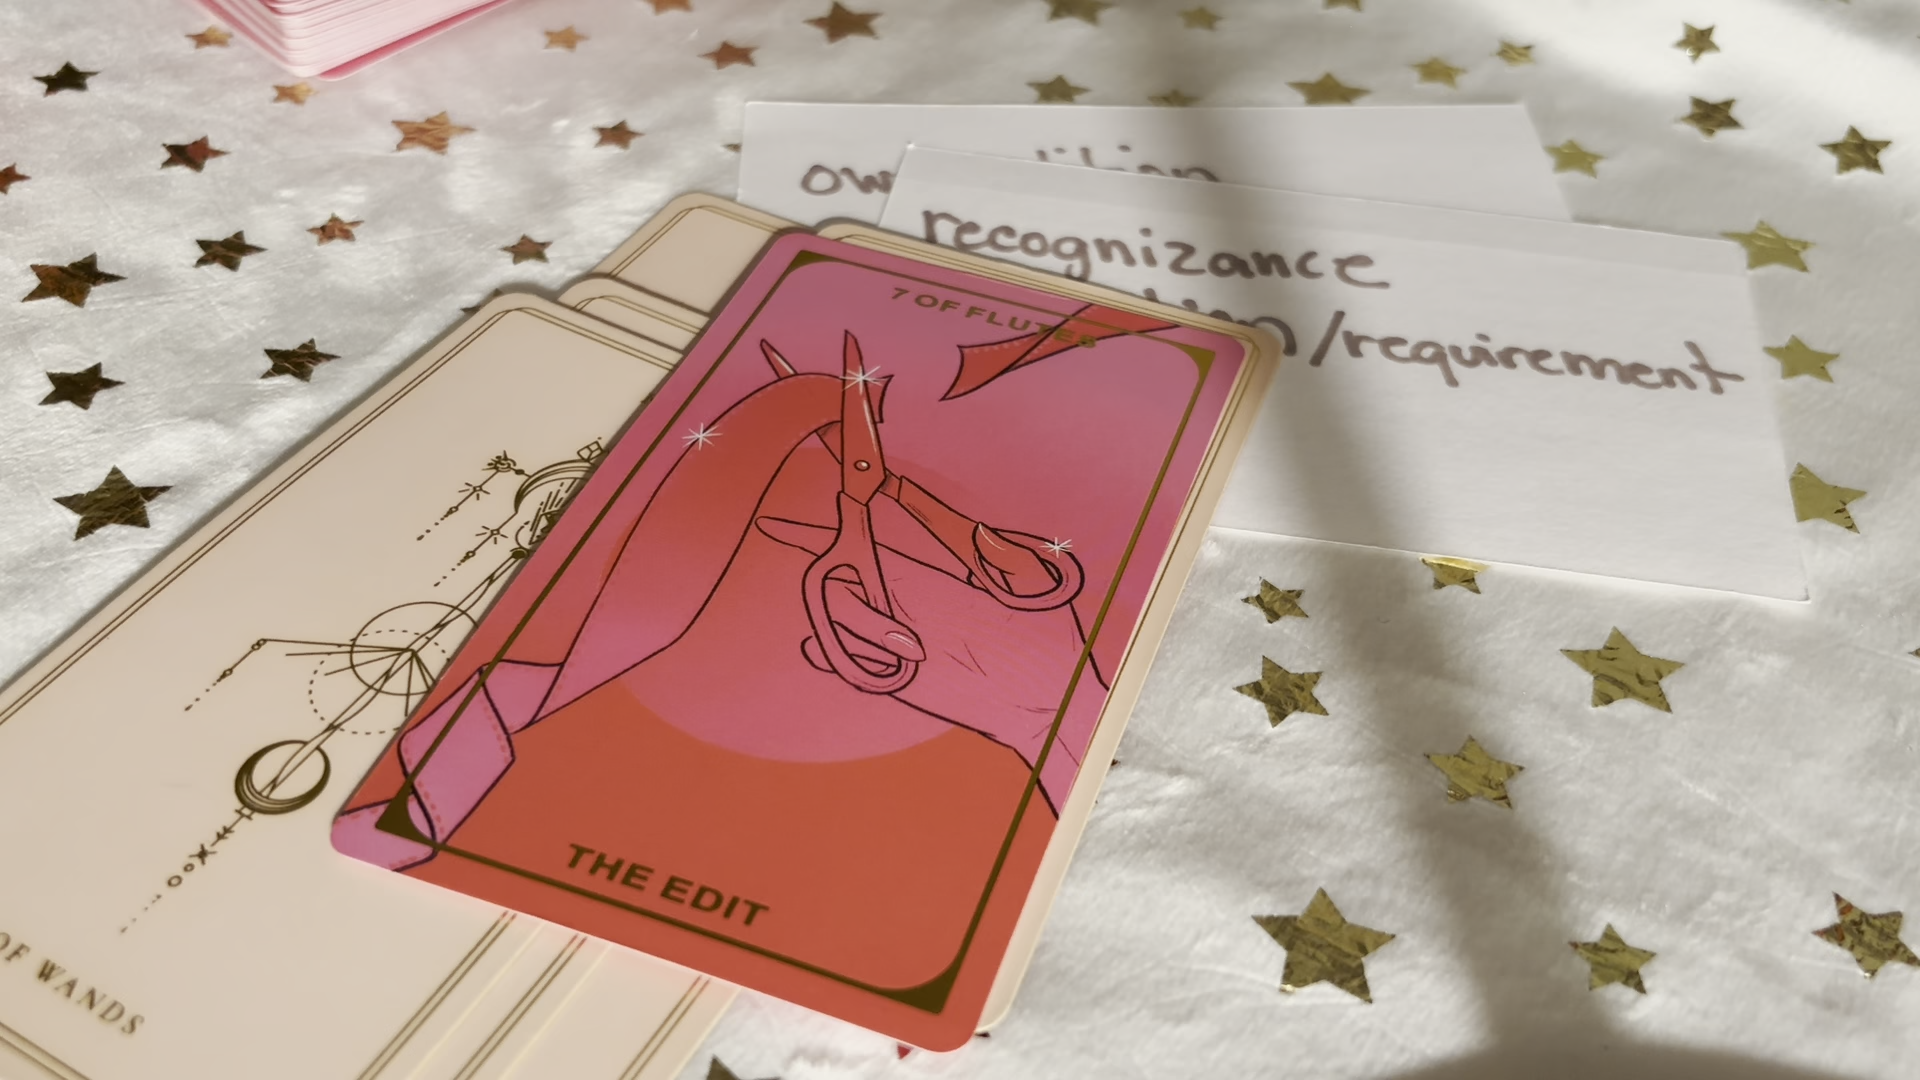 recognizance
/requirement
7 OF FLUTES
THE EDIT
OF WANDS